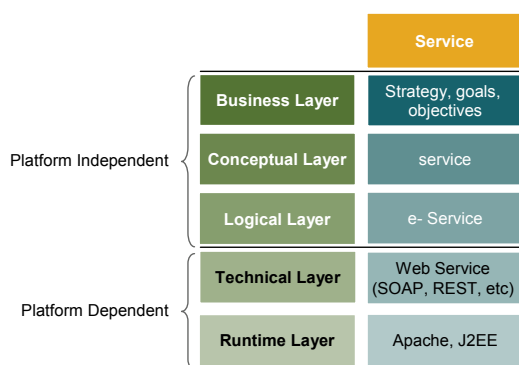 Service
Business Layer
Strategy, goals,
objectives
Platform Independent
Conceptual Layer
service
Logical Layer
e- Service
Technical Layer
Web Service
(SOAP, REST, etc)
Platform Dependent
Runtime Layer
Apache, J2EE